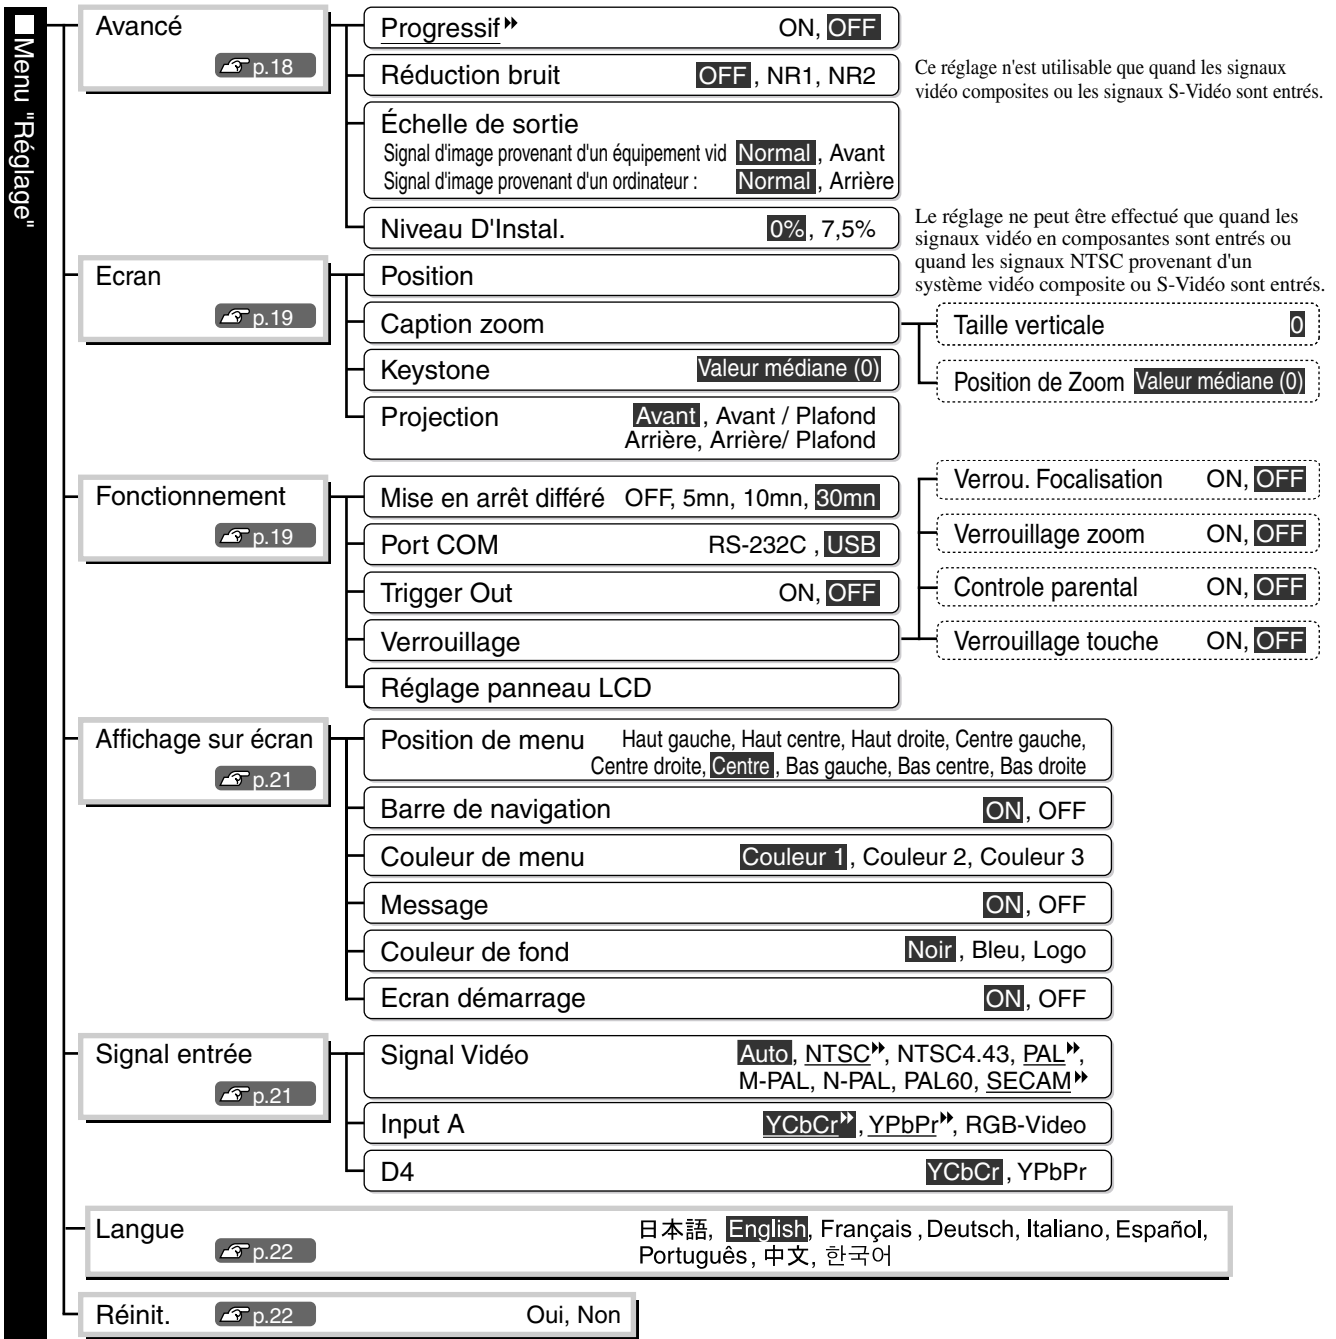 Menu "Réglage"
Avancé
p.18
Progressif
ON, OFF
Réduction bruit
OFF, NR1, NR2
Ce réglage n'est utilisable que quand les signaux
vidéo composites ou les signaux S-Vidéo sont entrés.
Échelle de sortie
Signal d'image provenant d'un équipement vid Normal, Avant
Signal d'image provenant d'un ordinateur : Normal, Arrière
Niveau D'Instal.
0%, 7,5%
Le réglage ne peut être effectué que quand les
signaux vidéo en composantes sont entrés ou
quand les signaux NTSC provenant d'un
système vidéo composite ou S-Vidéo sont entrés.
Ecran
p.19
Position
Caption zoom
Taille verticale 0
Position de Zoom Valeur médiane (0)
Keystone
Valeur médiane (0)
Projection
Avant, Avant / Plafond
Arrière, Arrière/ Plafond
Fonctionnement
p.19
Mise en arrêt différé OFF, 5mn, 10mn, 30mn
Port COM
RS-232C , USB
Trigger Out
ON, OFF
Verrouillage
Verrou. Focalisation ON, OFF
Verrouillage zoom ON, OFF
Controle parental ON, OFF
Verrouillage touche ON, OFF
Réglage panneau LCD
Affichage sur écran
p.21
Position de menu
Haut gauche, Haut centre, Haut droite, Centre gauche,
Centre droite, Centre, Bas gauche, Bas centre, Bas droite
Barre de navigation
ON, OFF
Couleur de menu
Couleur 1, Couleur 2, Couleur 3
Message
ON, OFF
Couleur de fond
Noir, Bleu, Logo
Ecran démarrage
ON, OFF
Signal entrée
p.21
Signal Vidéo
Auto, NTSC, NTSC4.43, PAL,
M-PAL, N-PAL, PAL60, SECAM
Input A
YCbCr, YPbPr, RGB-Video
D4
YCbCr, YPbPr
Langue
p.22
日本語, English, Français, Deutsch, Italiano, Español,
Português, 中文, 한국어
Réinit.
p.22
Oui, Non